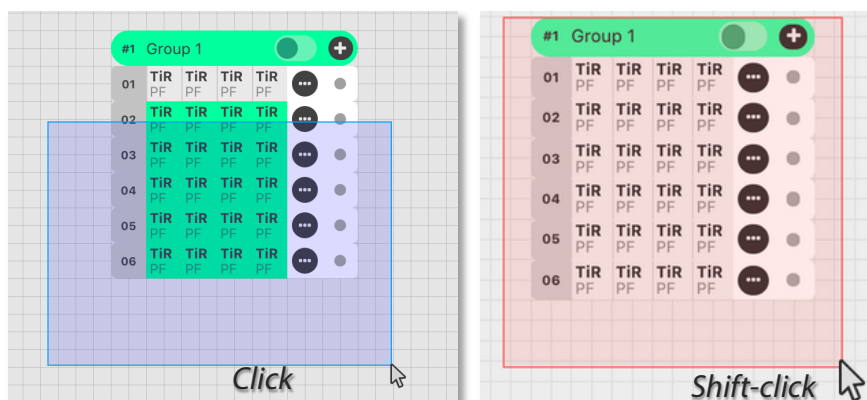 #1 Group 1
01 TiR TiR TiR TiR
PF PF PF PF
02 TiR TiR TiR TiR
PF PF PF PF
03 TiR TiR TiR TiR
PF PF PF PF
04 TiR TiR TiR TiR
PF PF PF PF
05 TiR TiR TiR TiR
PF PF PF PF
06 TiR TiR TiR TiR
PF PF PF PF
Click
#1 Group 1
01 TiR TiR TiR TiR
PF PF PF PF
02 TiR TiR TiR TiR
PF PF PF PF
03 TiR TiR TiR TiR
PF PF PF PF
04 TiR TiR TiR TiR
PF PF PF PF
05 TiR TiR TiR TiR
PF PF PF PF
06 TiR TiR TiR TiR
PF PF PF PF
Shift-click